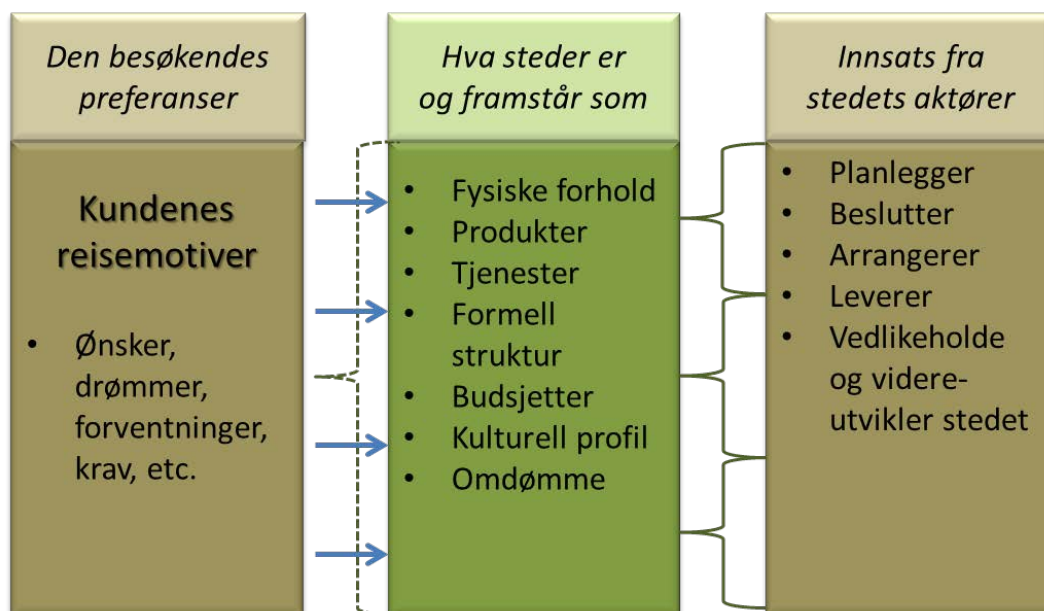 Den besøkendes
preferanser
Kundenes
reisemotiver
• Ønsker,
drømmer,
forventninger,
krav, etc.
Hva steder er
og framstår som
• Fysiske forhold
• Produkter
• Tjenester
• Formell
struktur
• Budsjetter
• Kulturell profil
• Omdømme
Innsats fra
stedets aktører
• Planlegger
• Beslutter
• Arrangerer
• Leverer
• Vedlikeholde
og videre-
utvikler stedet